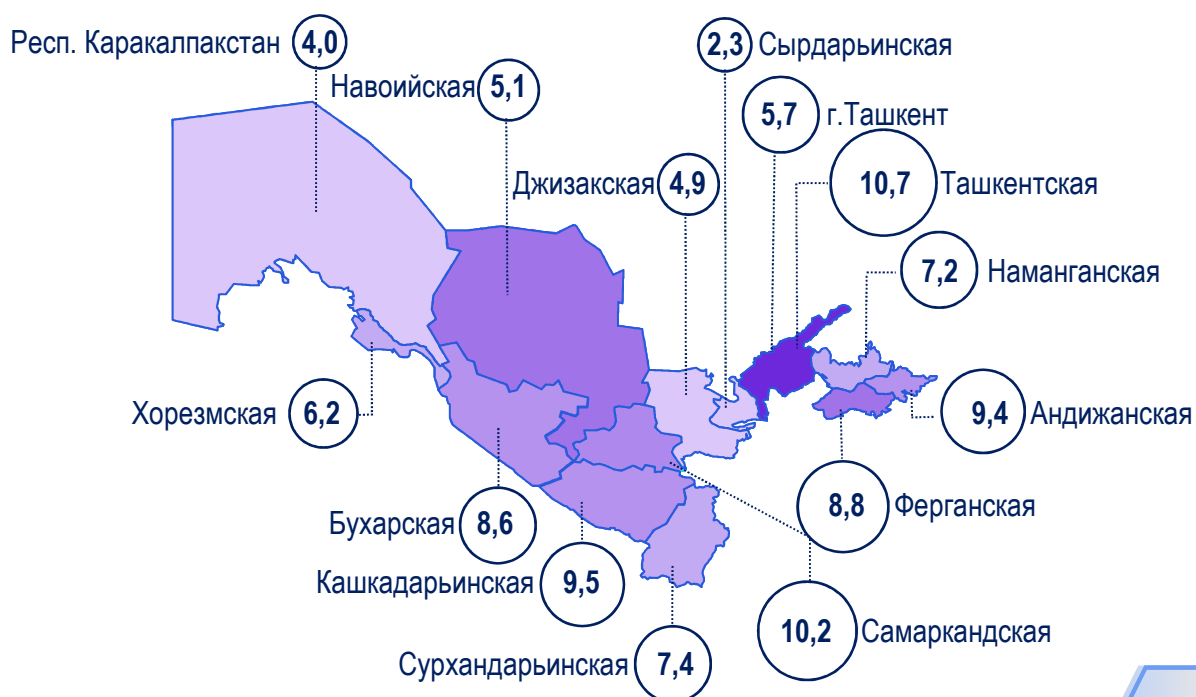 Респ. Каракалпакстан 4,0
2,3 Сырдарьинская
Навоийская 5,1
5,7 г.Ташкент
Джизакская 4,9
10,7 Ташкентская
7,2 Наманганская
Хорезмская 6,2
9,4 Андижанская
Бухарская 8,6
8,8 Ферганская
Кашкадарьинская 9,5
10,2 Самаркандская
Сурхандарьинская 7,4